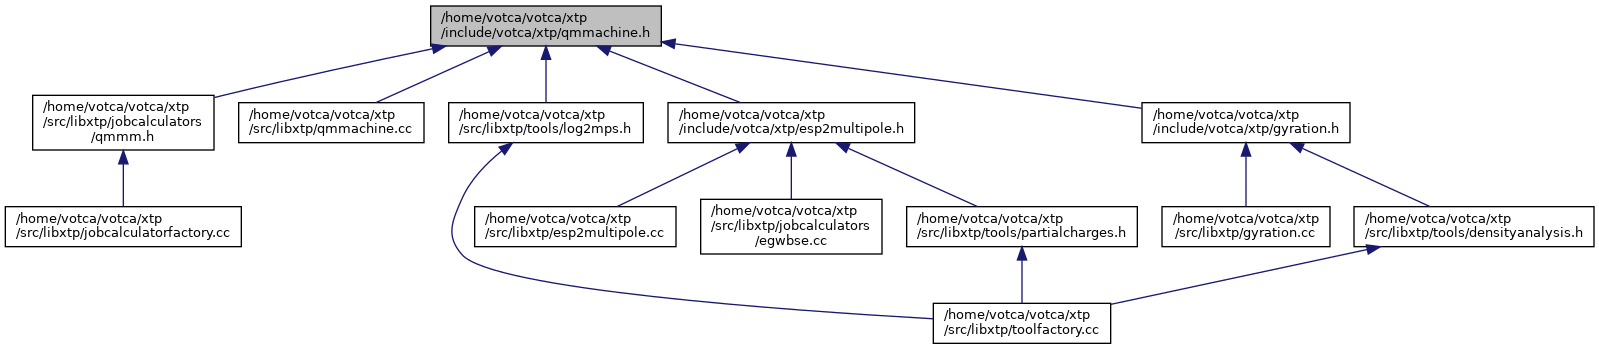 /home/votca/votca/xtp
/include/votca/xtp/qmmachine.h
/home/votca/votca/xtp
/src/libxtp/jobcalculators
/qmmm.h
/home/votca/votca/xtp
/src/libxtp/qmmachine.cc
/home/votca/votca/xtp
/src/libxtp/tools/log2mps.h
/home/votca/votca/xtp
/include/votca/xtp/esp2multipole.h
/home/votca/votca/xtp
/include/votca/xtp/gyration.h
/home/votca/votca/xtp
/src/libxtp/jobcalculatorfactory.cc
/home/votca/votca/xtp
/src/libxtp/esp2multipole.cc
/home/votca/votca/xtp
/src/libxtp/jobcalculators
/egwbse.cc
/home/votca/votca/xtp
/src/libxtp/tools/partialcharges.h
/home/votca/votca/xtp
/src/libxtp/gyration.cc
/home/votca/votca/xtp
/src/libxtp/tools/densityanalysis.h
/home/votca/votca/xtp
/src/libxtp/toolfactory.cc